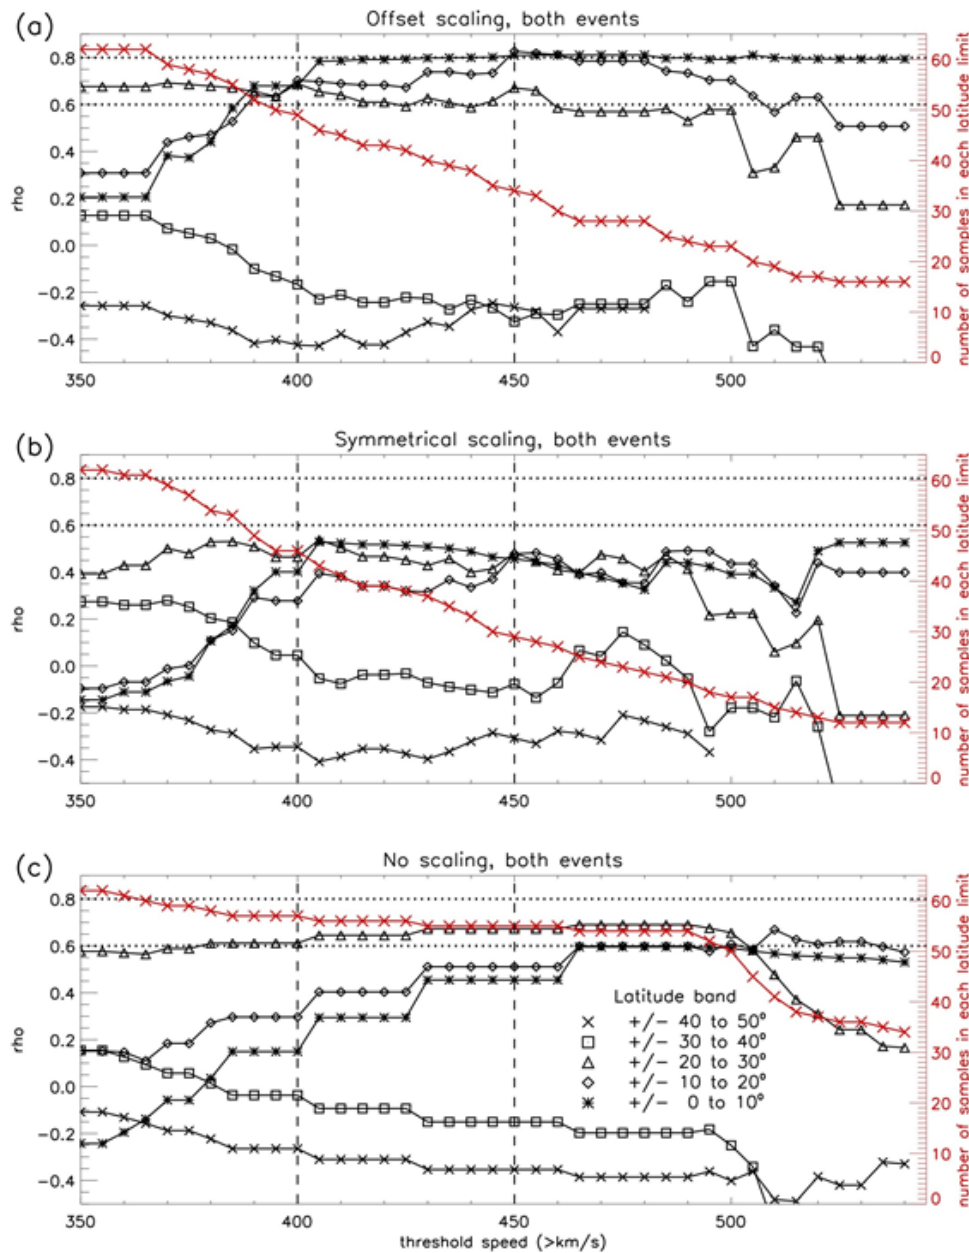 (a)
Offset scaling, both events
0.8
0.6
0.4
0.2
0.0
−0.2
−0.4
rho
350
400
450
500
60
50
40
30
20
10
0
number of samples in each latitude limit
(b)
Symmetrical scaling, both events
0.8
0.6
0.4
0.2
0.0
−0.2
−0.4
rho
350
400
450
500
60
50
40
30
20
10
0
number of samples in each latitude limit
(c)
No scaling, both events
0.8
0.6
0.4
0.2
0.0
−0.2
−0.4
rho
Latitude band
+/− 40 to 50°
+/− 30 to 40°
+/− 20 to 30°
+/− 10 to 20°
+/− 0 to 10°
350
400
450
500
threshold speed (>km/s)
60
50
40
30
20
10
0
number of samples in each latitude limit